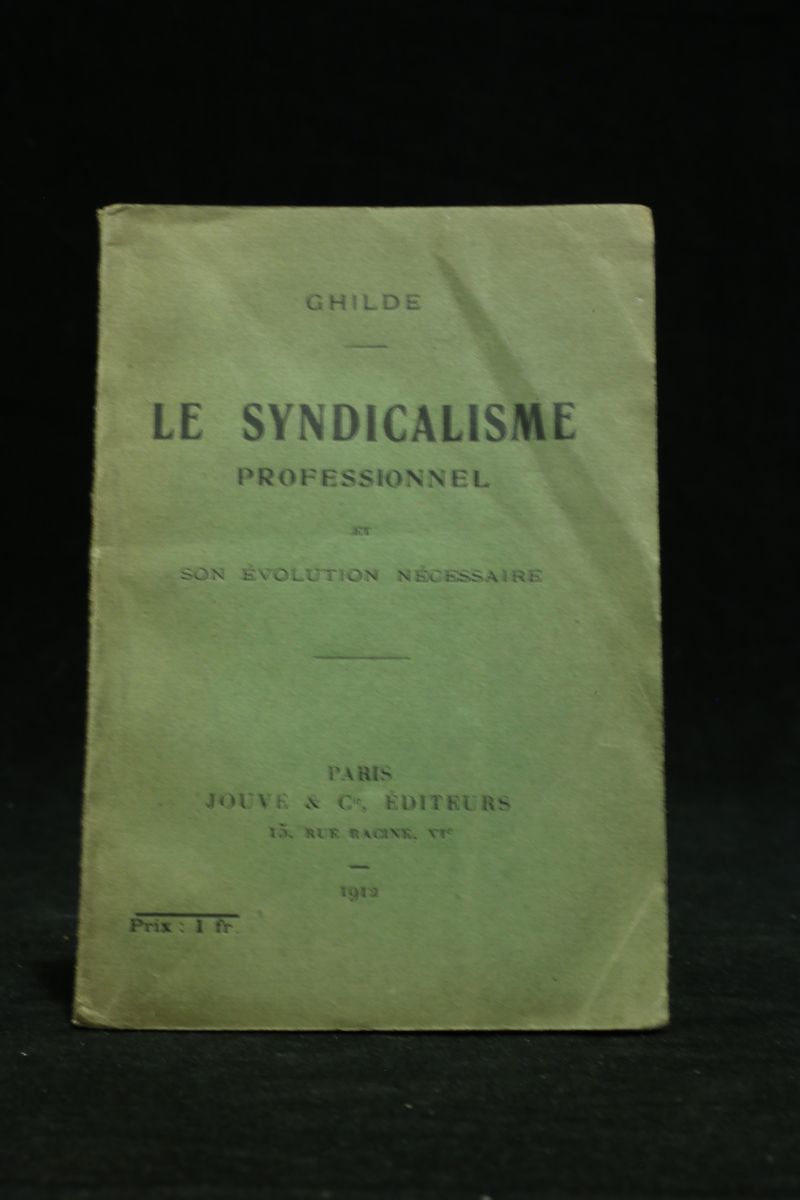 GHILDE
LE SYNDICALISME
PROFESSIONNEL
ET
SON ÉVOLUTION NÉCESSAIRE
PARIS
JOUVE & Cie, ÉDITEURS
15, RUE RACINE, VIe
1912
Prix : 1 fr.